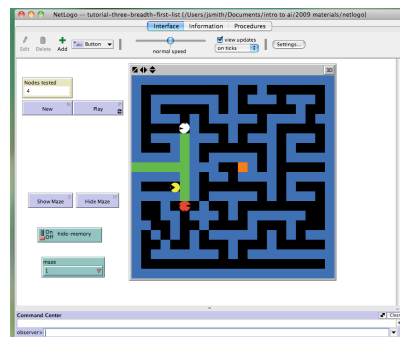 NetLogo — tutorial-three-breadth-first-list {/Users/jsmith/Documents/intro to ai/2009 materials/netlogo}
Interface Information Procedures
Edit Delete Add Button normal speed view updates on ticks Settings...
3D
Nodes tested
4
New Play
Show Maze Hide Maze
On
Off hide-memory
maze
1
Command Center Clear
observer>